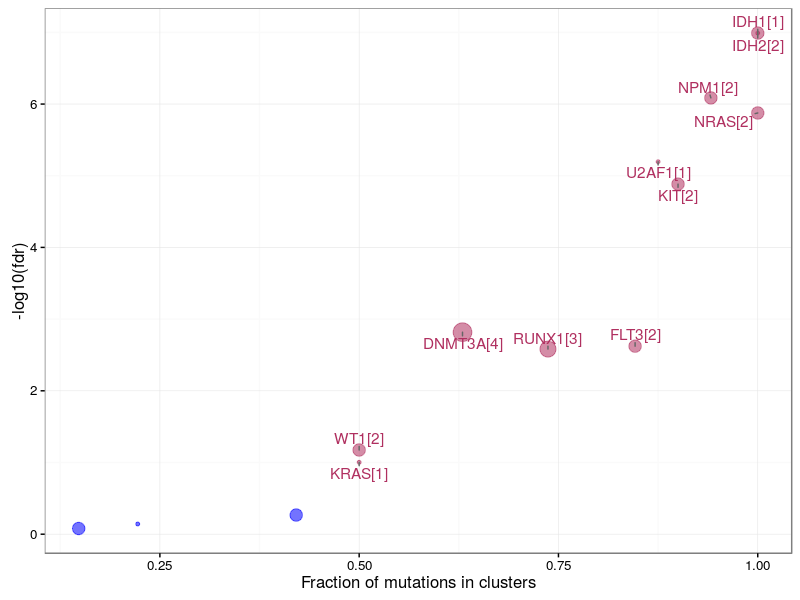 IDH1[1]
IDH2[2]
NPM1[2]
NRAS[2]
U2AF1[1]
KIT[2]
DNMT3A[4]
RUNX1[3]
FLT3[2]
WT1[2]
KRAS[1]
-log10(fdr)
6
4
2
0
0.25
0.50
0.75
1.00
Fraction of mutations in clusters